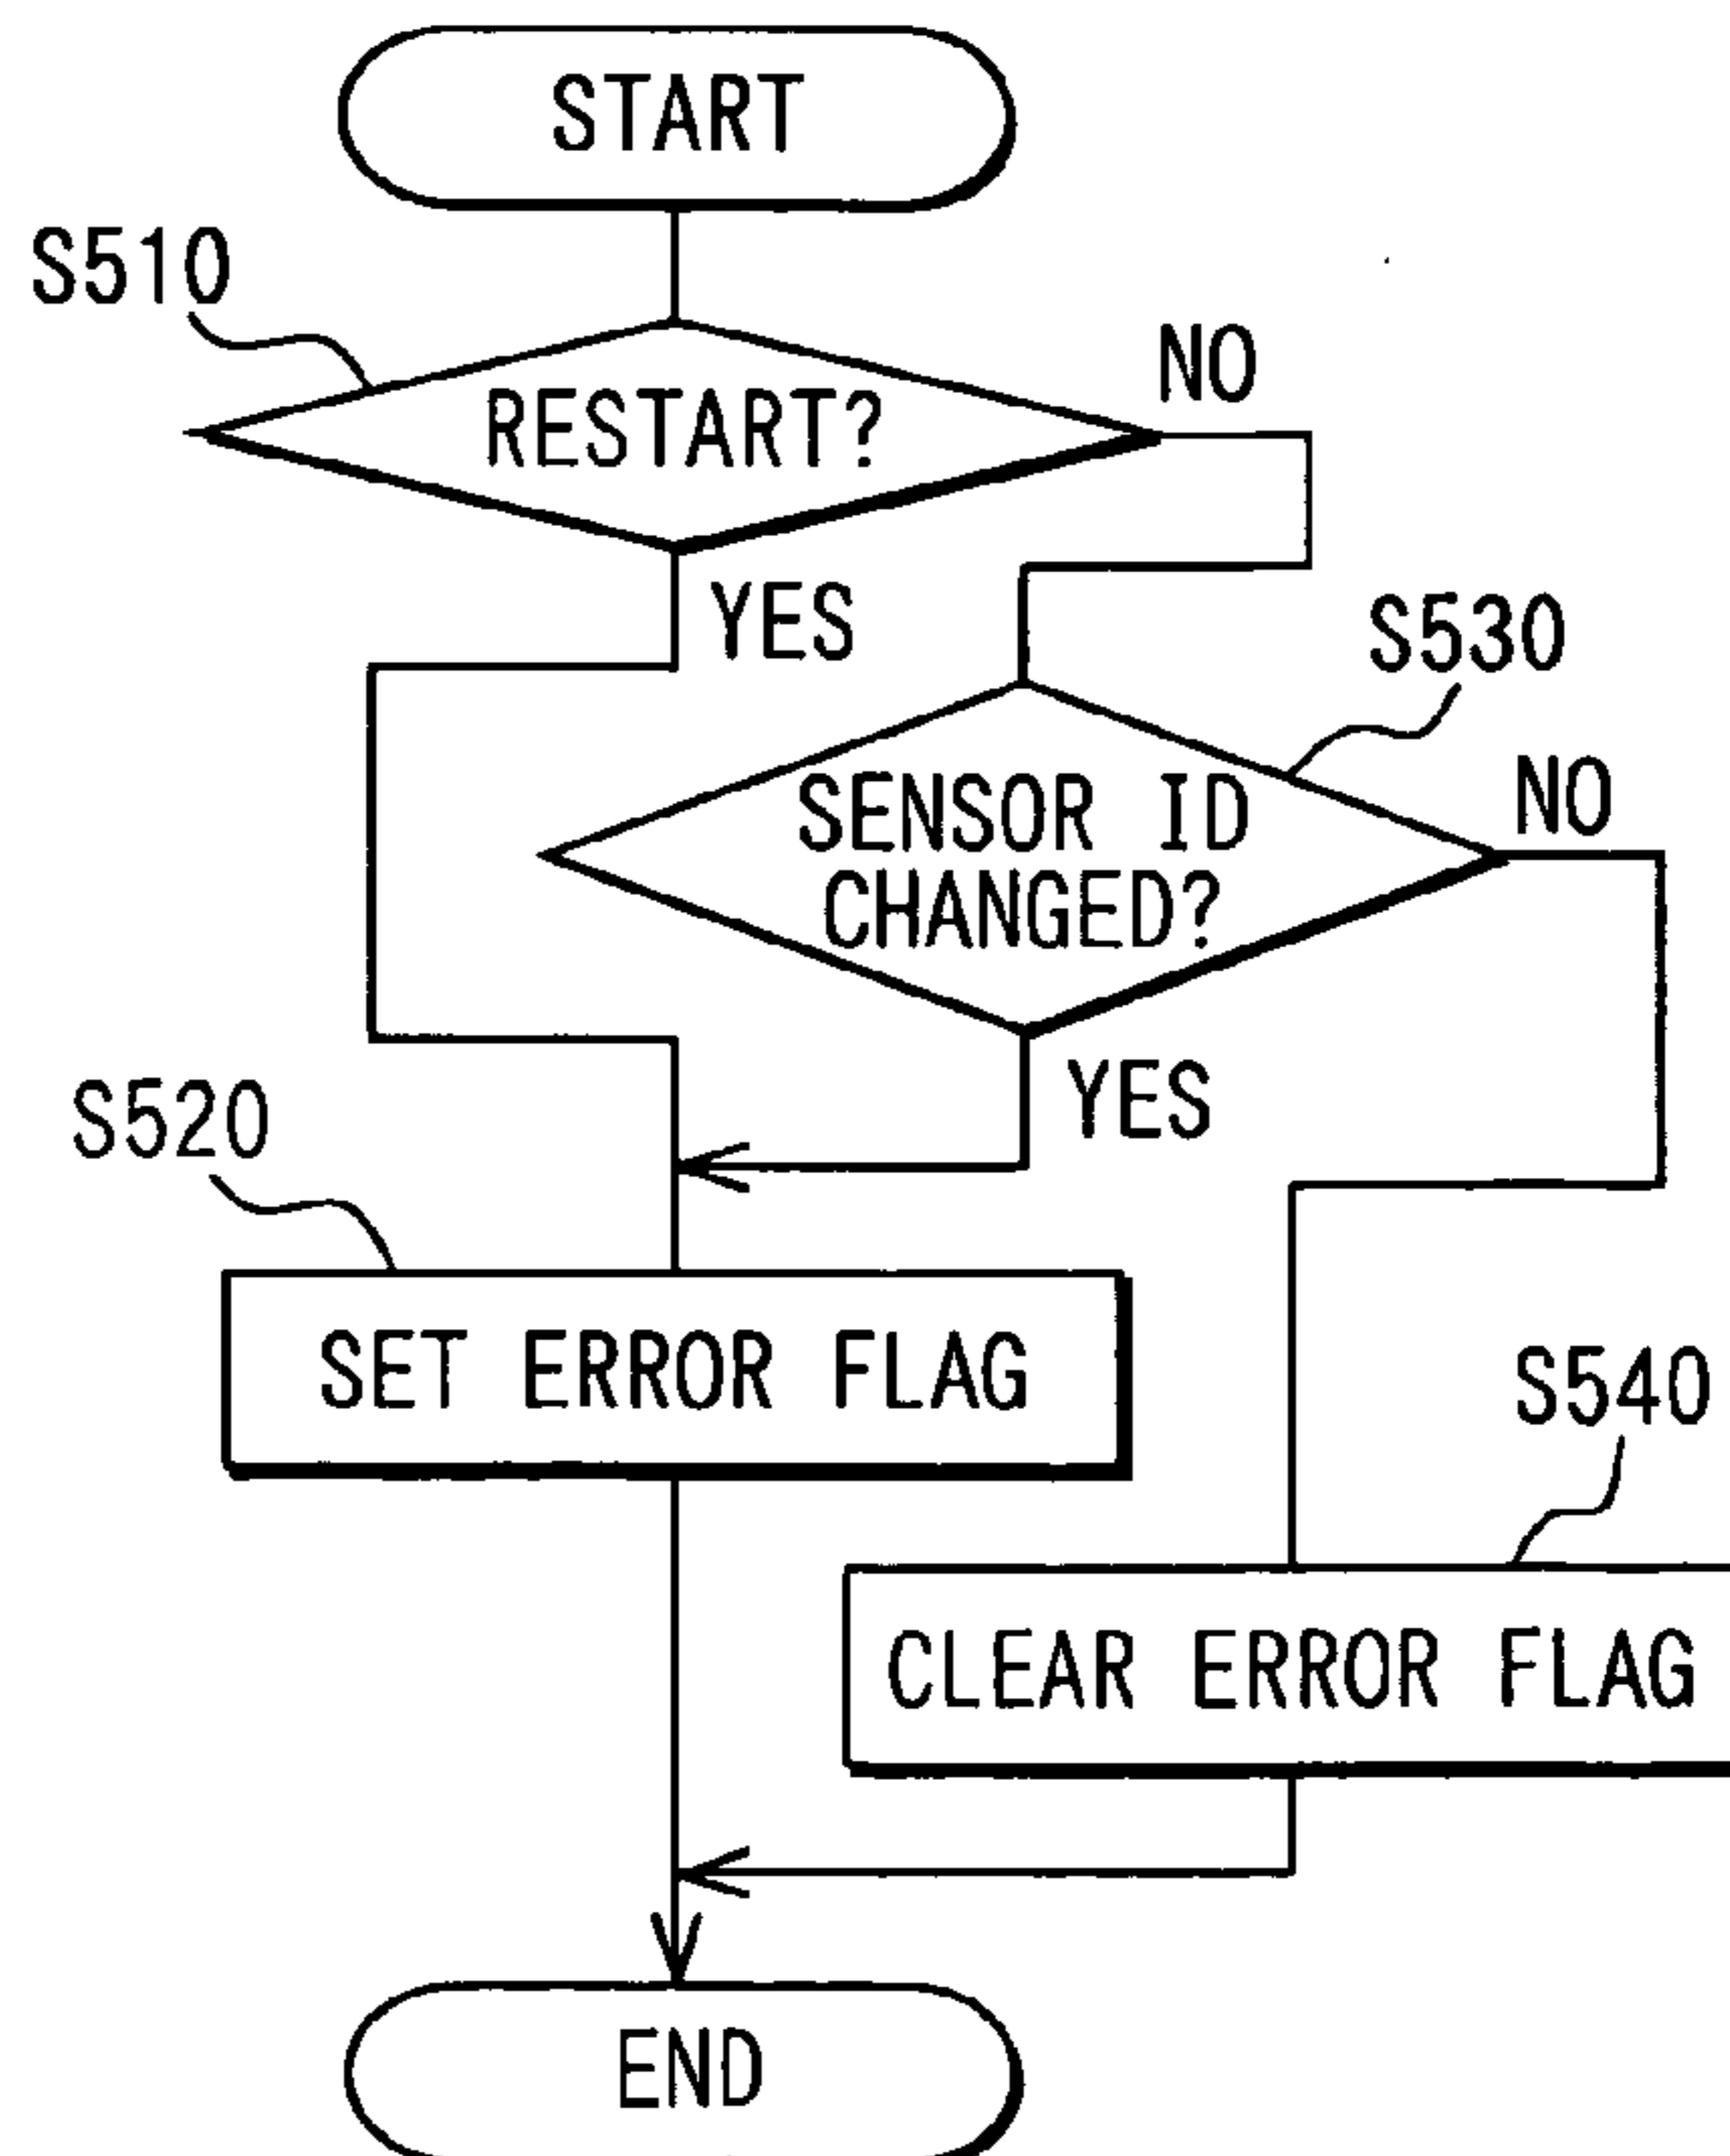 START
S510
NO
RESTART?
YES
S530
NO
SENSOR ID
CHANGED?
YES
S520
SET ERROR FLAG
S540
CLEAR ERROR FLAG
END